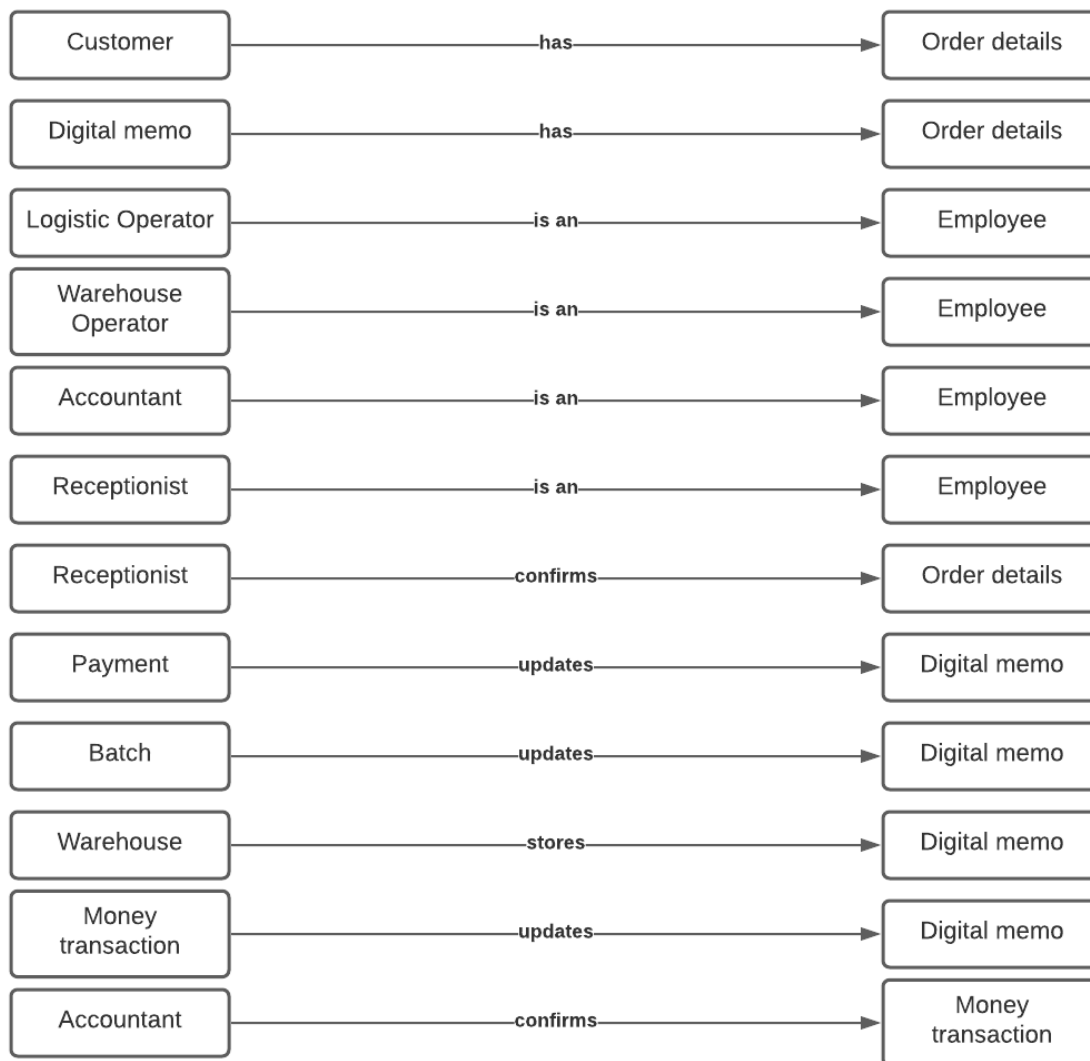 Customer has Order details
Digital memo has Order details
Logistic Operator is an Employee
Warehouse
Operator is an Employee
Accountant is an Employee
Receptionist is an Employee
Receptionist confirms Order details
Payment updates Digital memo
Batch updates Digital memo
Warehouse stores Digital memo
Money
transaction updates Digital memo
Accountant confirms Money
transaction